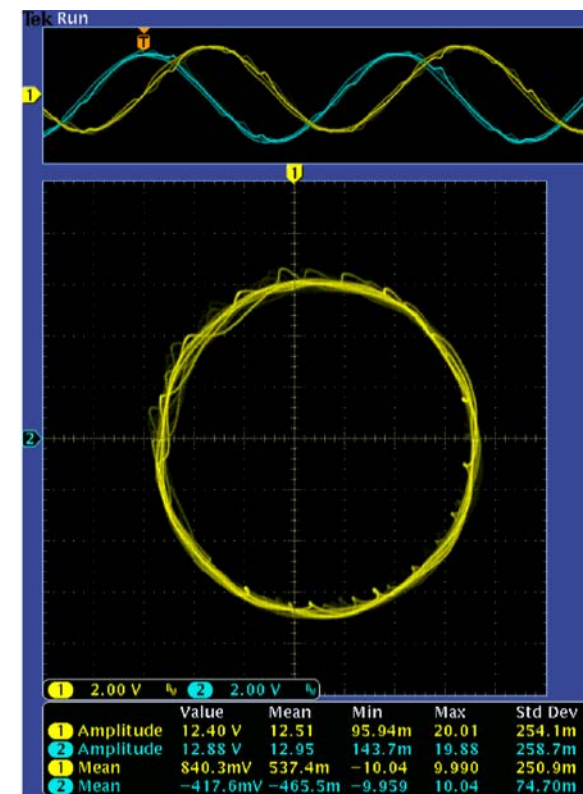 Tek Run
T
1
1
2
1 2.00 V BW 2 2.00 V BW
Value Mean Min Max Std Dev
1 Amplitude 12.40 V 12.51 95.94m 20.01 254.1m
2 Amplitude 12.88 V 12.95 143.7m 19.88 258.7m
1 Mean 840.3mV 537.4m −10.04 9.990 250.9m
2 Mean −417.6mV −465.5m −9.959 10.04 74.70m